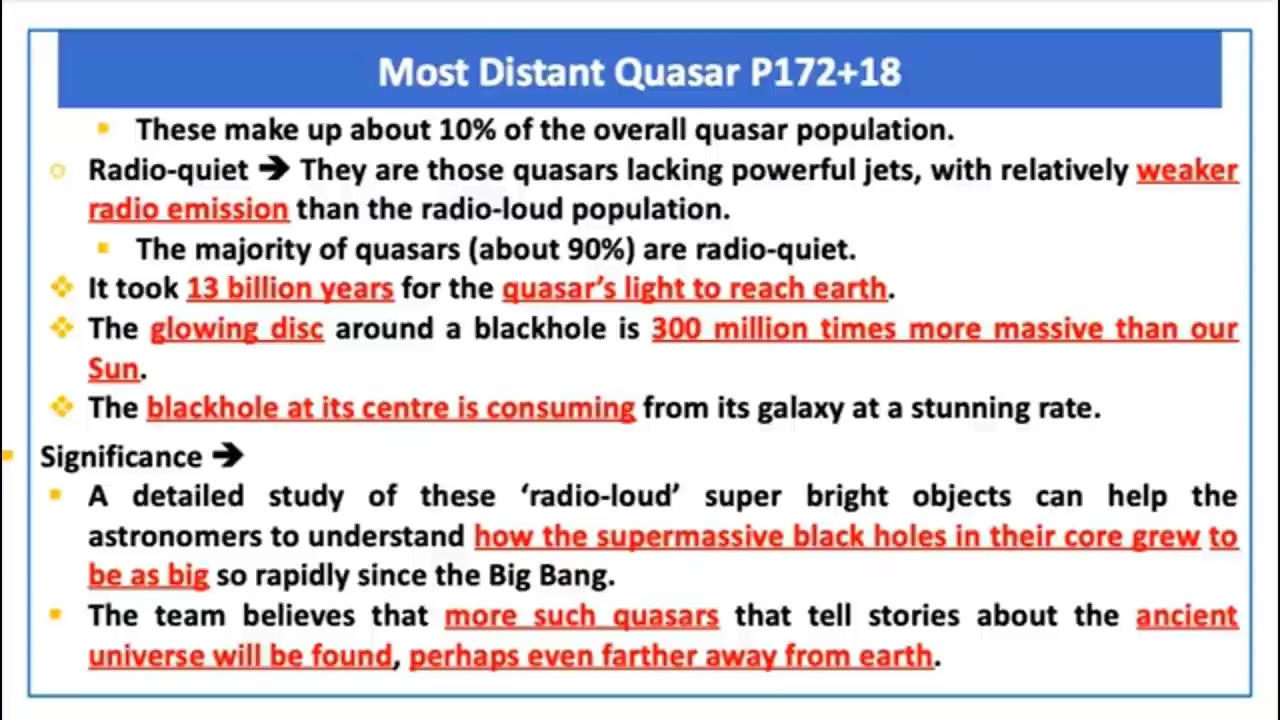 Most Distant Quasar P172+18
These make up about 10% of the overall quasar population.
Radio-quiet ➔ They are those quasars lacking powerful jets, with relatively weaker
radio emission than the radio-loud population.
The majority of quasars (about 90%) are radio-quiet.
It took 13 billion years for the quasar's light to reach earth.
The glowing disc around a blackhole is 300 million times more massive than our
Sun.
The blackhole at its centre is consuming from its galaxy at a stunning rate.
Significance ➔
A detailed study of these ‘radio-loud’ super bright objects can help the
astronomers to understand how the supermassive black holes in their core grew to
be as big so rapidly since the Big Bang.
The team believes that more such quasars that tell stories about the ancient
universe will be found, perhaps even farther away from earth.